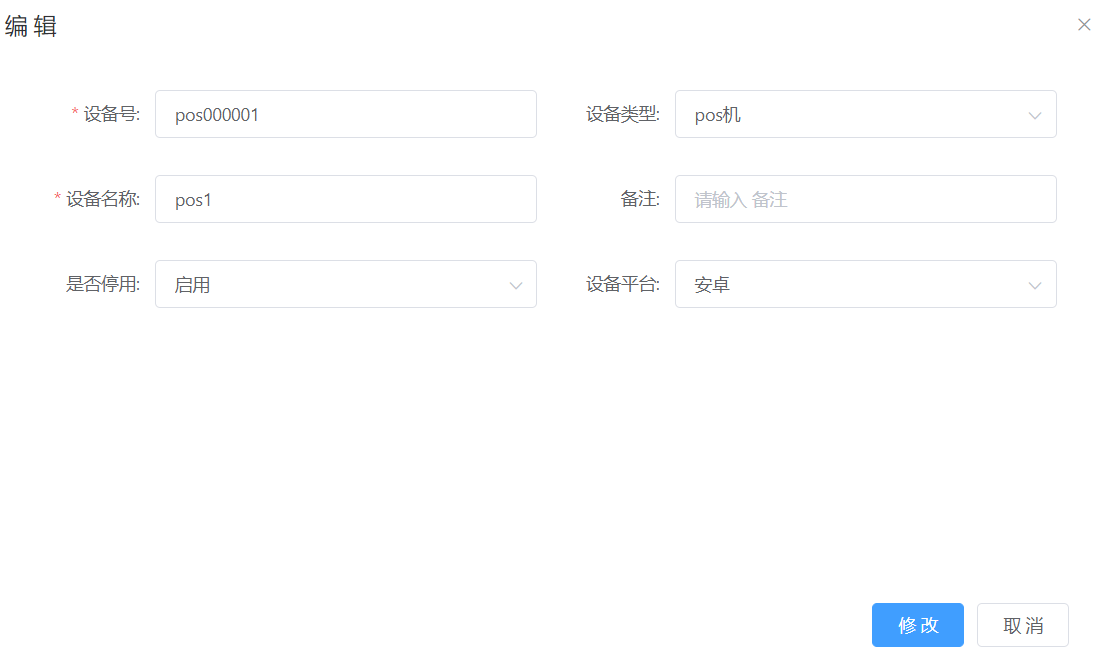 编辑
* 设备号: pos000001 设备类型: pos机
* 设备名称: pos1 备注: 请输入 备注
是否停用: 启用 设备平台: 安卓
修改 取消